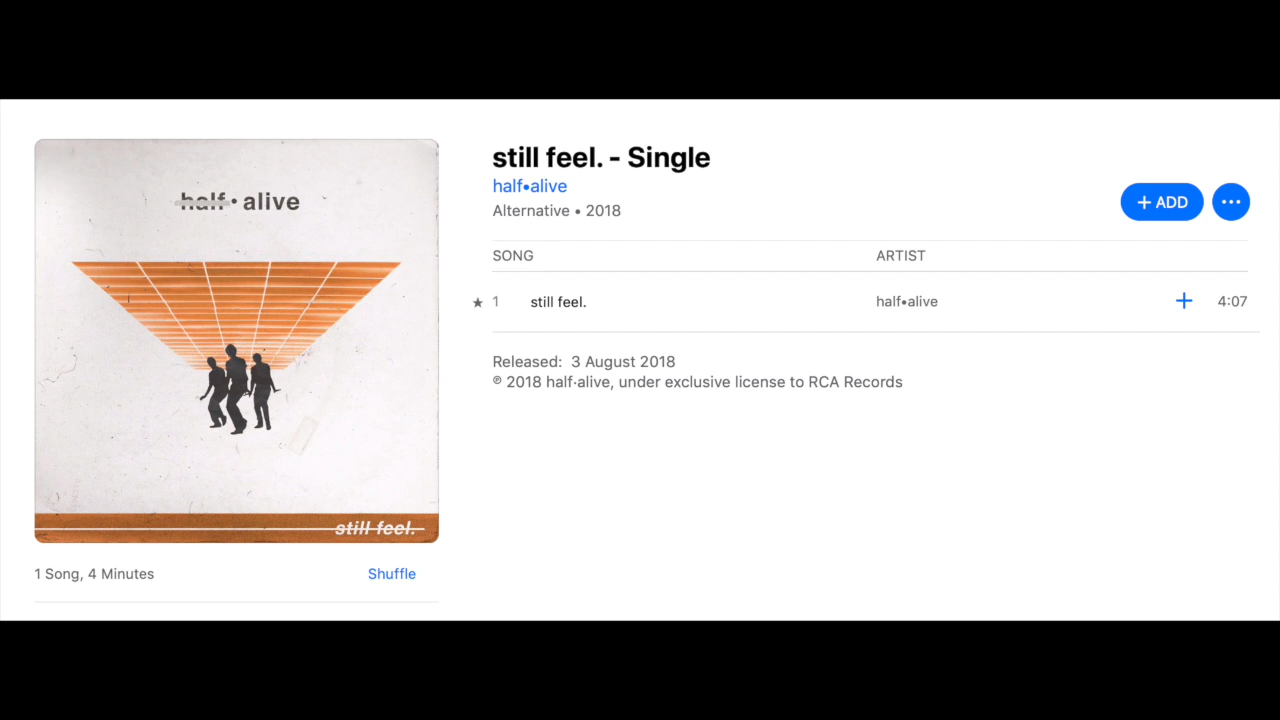 half • alive
still feel.
1 Song, 4 Minutes
Shuffle
still feel. - Single
half•alive
Alternative • 2018
+ ADD
SONG ARTIST
★ 1 still feel. half•alive + 4:07
Released: 3 August 2018
℗ 2018 half·alive, under exclusive license to RCA Records